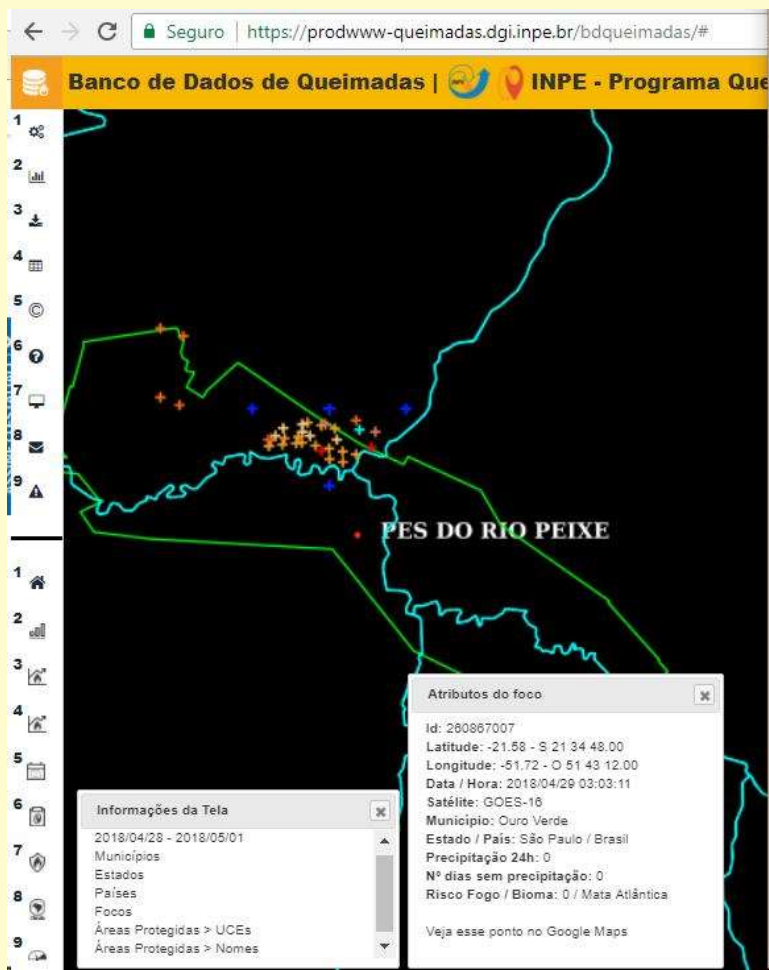 Seguro | https://prodwww-queimadas.dgi.inpe.br/bdqueimadas/#
Banco de Dados de Queimadas | INPE - Programa Que
1
2
3
4
5
6
7
8
9
1
2
3
4
5
6
7
8
9
PES DO RIO PEIXE
Informações da Tela
2018/04/28 - 2018/05/01
Municípios
Estados
Países
Focos
Áreas Protegidas > UCEs
Áreas Protegidas > Nomes
Atributos do foco
Id: 260867007
Latitude: -21.58 - S 21 34 48.00
Longitude: -51.72 - O 51 43 12.00
Data / Hora: 2018/04/29 03:03:11
Satélite: GOES-16
Município: Ouro Verde
Estado / País: São Paulo / Brasil
Precipitação 24h: 0
Nº dias sem precipitação: 0
Risco Fogo / Bioma: 0 / Mata Atlântica
Veja esse ponto no Google Maps